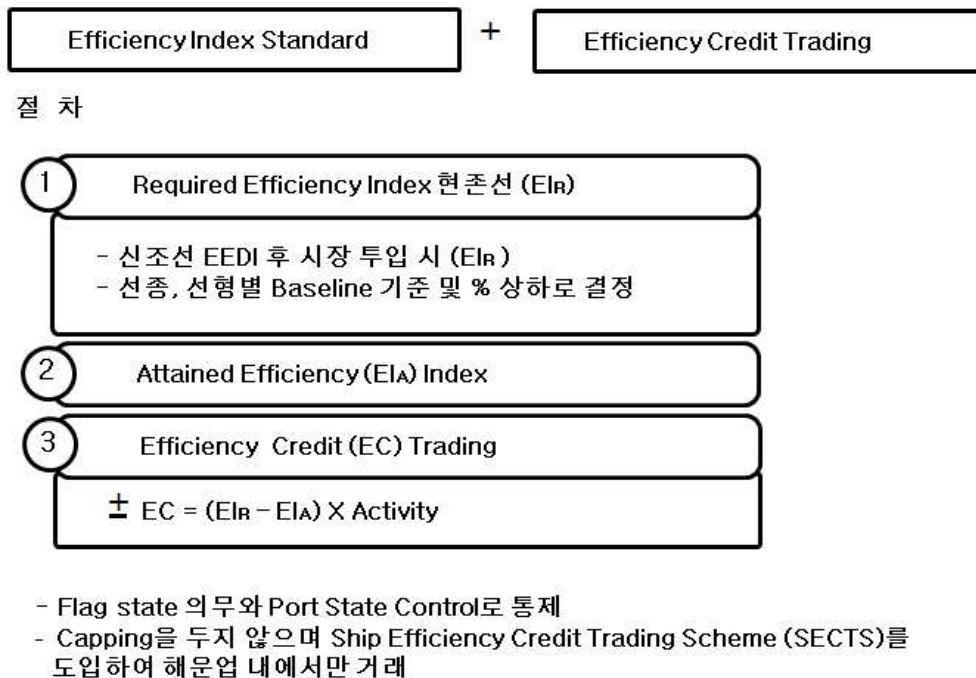 Efficiency Index Standard + Efficiency Credit Trading
절 차
1 Required Efficiency Index 현존선 (EIR)
- 신조선 EEDI 후 시장 투입 시 (EIR)
- 선종, 선형별 Baseline 기준 및 % 상하로 결정
2 Attained Efficiency (EIA) Index
3 Efficiency Credit (EC) Trading
± EC = (EIR - EIA) X Activity
- Flag state 의무와 Port State Control로 통제
- Capping을 두지 않으며 Ship Efficiency Credit Trading Scheme (SECTS)를
도입하여 해운업 내에서만 거래